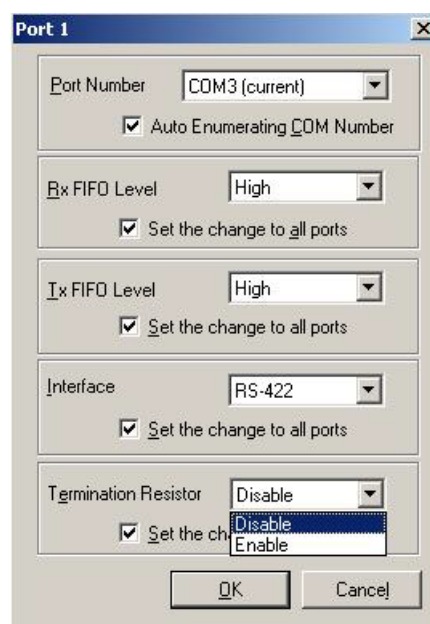 Port 1
Port Number COM3 (current)
Auto Enumerating COM Number
Rx FIFO Level High
Set the change to all ports
Tx FIFO Level High
Set the change to all ports
Interface RS-422
Set the change to all ports
Termination Resistor Disable
Set the Disable
Enable
OK Cancel